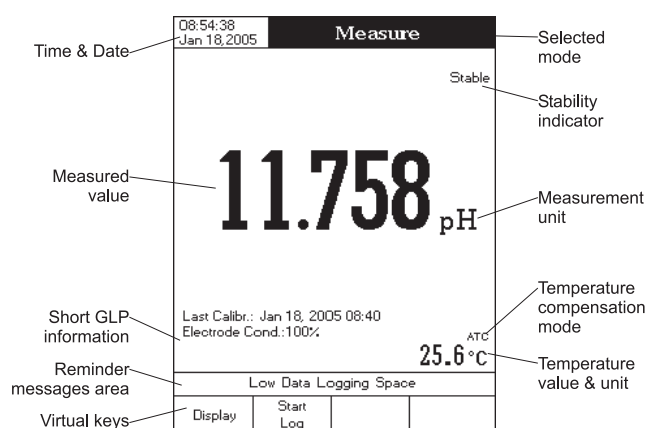 08:54:38
Jan 18,2005
Measure
Time & Date
Selected
mode
Stable
Stability
indicator
Measured
value
11.758 pH
Measurement
unit
Last Calibr.: Jan 18, 2005 08:40
Electrode Cond.:100%
Short GLP
information
Temperature
compensation
mode
ATC
25.6°C
Temperature
value & unit
Reminder
messages area
Low Data Logging Space
Virtual keys
Display
Start
Log